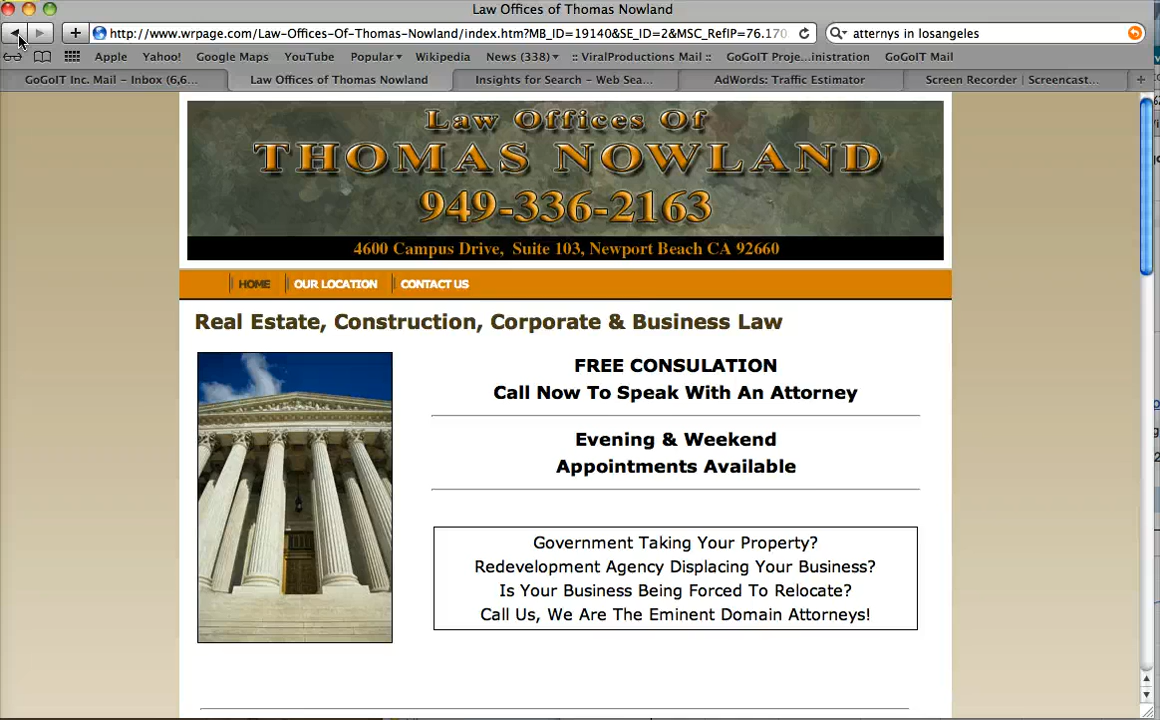 Law Offices of Thomas Nowland
http://www.wrpage.com/Law-Offices-Of-Thomas-Nowland/index.htm?MB_ID=19140&SE_ID=2&MSC_RefIP=76.170
atternys in losangeles
Apple Yahoo! Google Maps YouTube Popular Wikipedia News (338) :: ViralProductions Mail :: GoGoIT Proje...inistration GoGoIT Mail
GoGoIT Inc. Mail – Inbox (6,6... Law Offices of Thomas Nowland Insights for Search – Web Sea... AdWords: Traffic Estimator Screen Recorder | Screencast...
Law Offices Of
THOMAS NOWLAND
949-336-2163
4600 Campus Drive, Suite 103, Newport Beach CA 92660
HOME OUR LOCATION CONTACT US
Real Estate, Construction, Corporate & Business Law
FREE CONSULATION
Call Now To Speak With An Attorney
Evening & Weekend
Appointments Available
Government Taking Your Property?
Redevelopment Agency Displacing Your Business?
Is Your Business Being Forced To Relocate?
Call Us, We Are The Eminent Domain Attorneys!